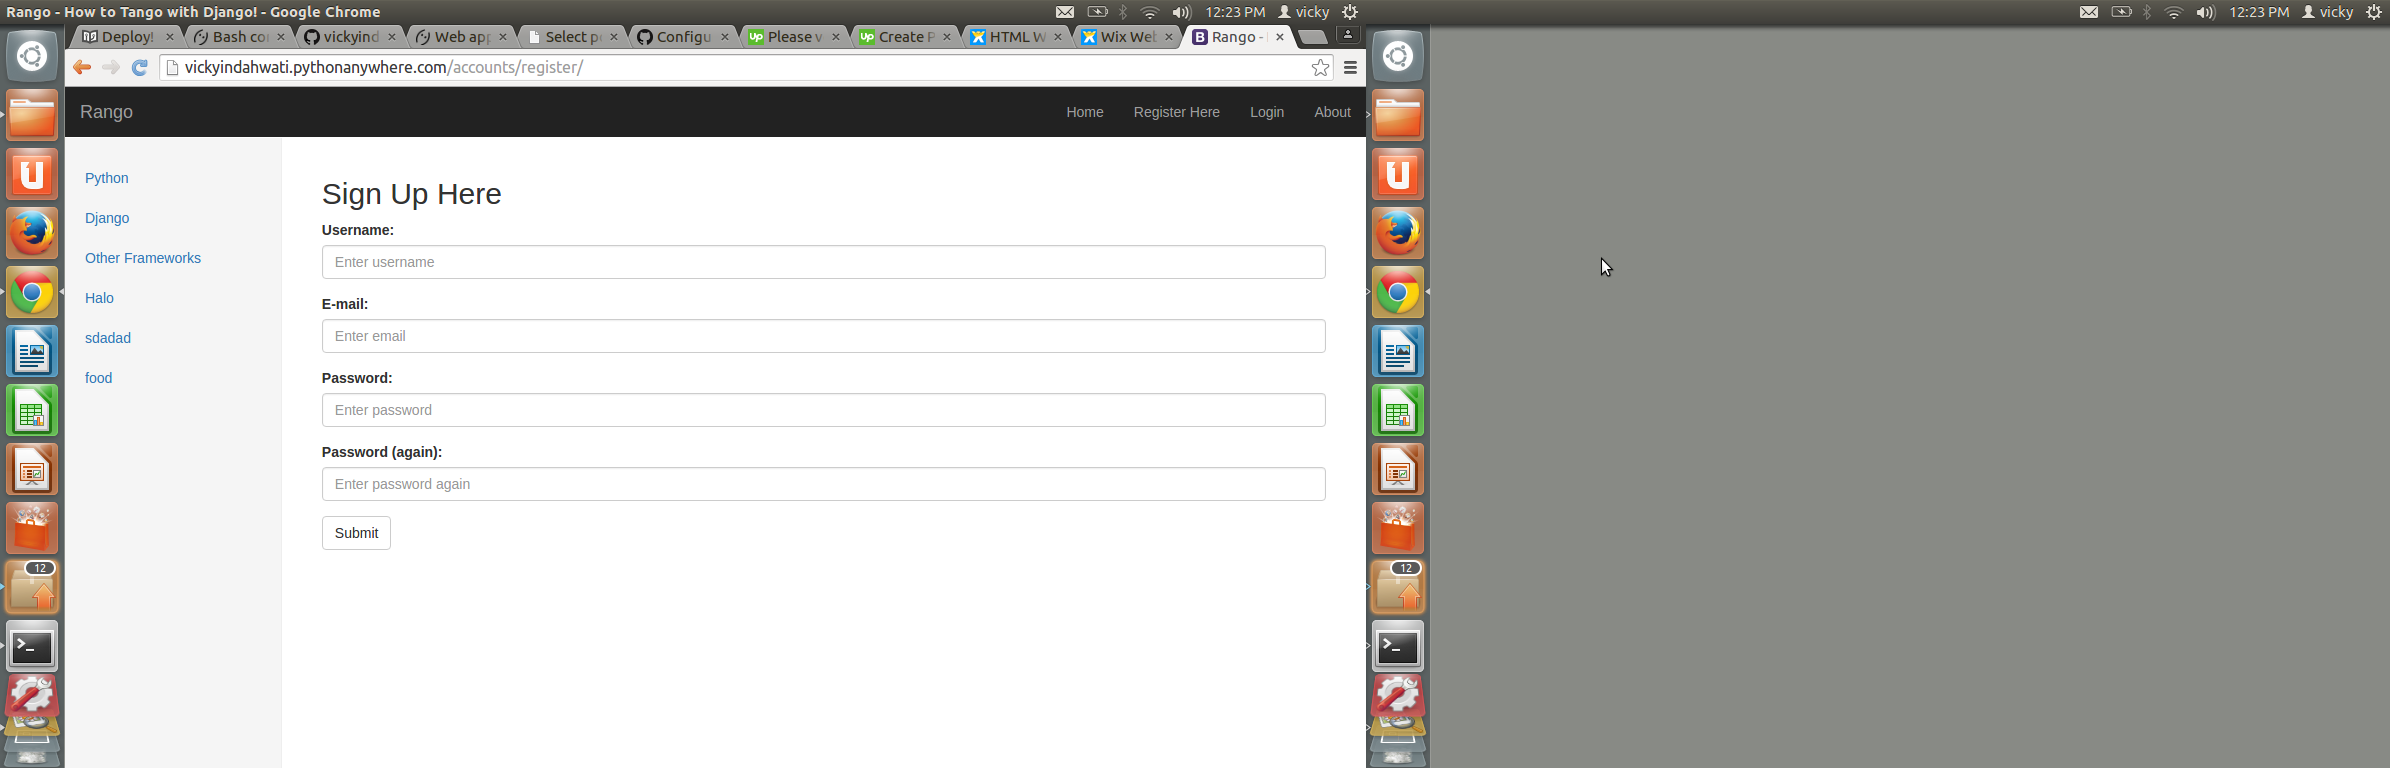 Rango - How to Tango with Django! - Google Chrome
12:23 PM vicky
12:23 PM vicky
Deploy!
Bash co
vickyind
Web app
Select p
Configu
Please v
Create P
HTML W
Wix Web
Rango -
vickyindahwati.pythonanywhere.com/accounts/register/
Rango
Home
Register Here
Login
About
Python
Django
Other Frameworks
Halo
sdadad
food
Sign Up Here
Username:
Enter username
E-mail:
Enter email
Password:
Enter password
Password (again):
Enter password again
Submit
12
12